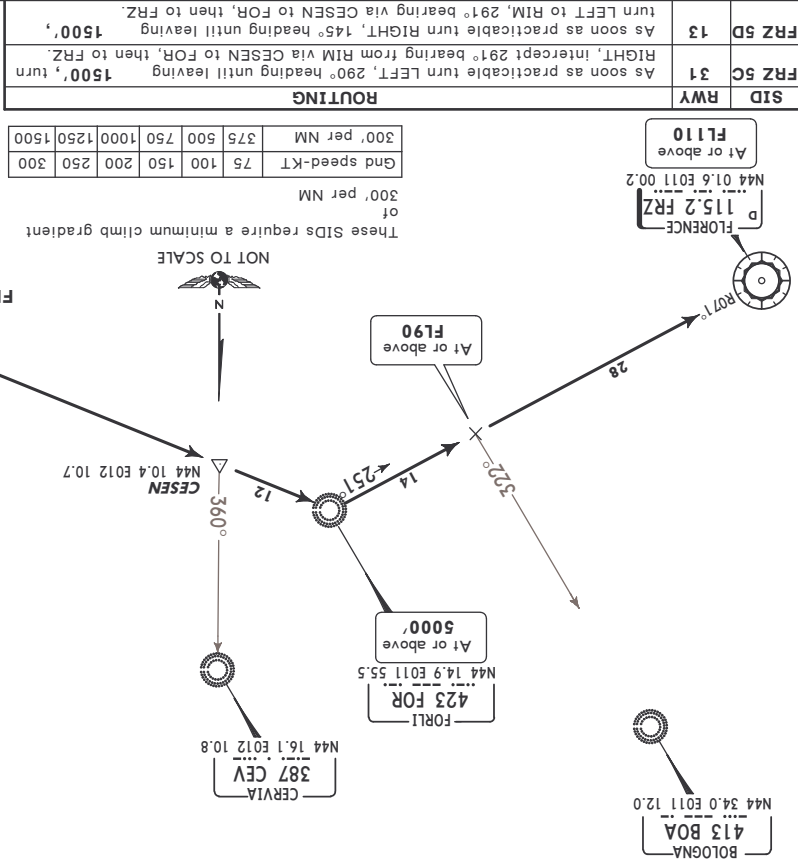 BOLOGNA
413 BOA
N44 34.0 E011 12.0
CERVIA
387 CEV
N44 16.1 E012 10.8
FORLI
423 FOR
N44 14.9 E011 55.5
At or above
5000'
360°
322°
CESEN
N44 10.4 E012 10.7
12
251°
14
At or above
FL90
28
R071°
FLORENCE
D 115.2 FRZ
N44 01.6 E011 00.2
At or above
FL110
N
NOT TO SCALE
These SIDs require a minimum climb gradient
of
300' per NM
Gnd speed-KT 75 100 150 200 250 300
300' per NM 375 500 750 1000 1250 1500
SID RWY ROUTING
FRZ 5C 31 As soon as practicable turn LEFT, 290° heading until leaving 1500', turn
RIGHT, intercept 291° bearing from RIM via CESEN to FOR, then to FRZ.
FRZ 5D 13 As soon as practicable turn RIGHT, 145° heading until leaving 1500',
turn LEFT to RIM, 291° bearing via CESEN to FOR, then to FRZ.